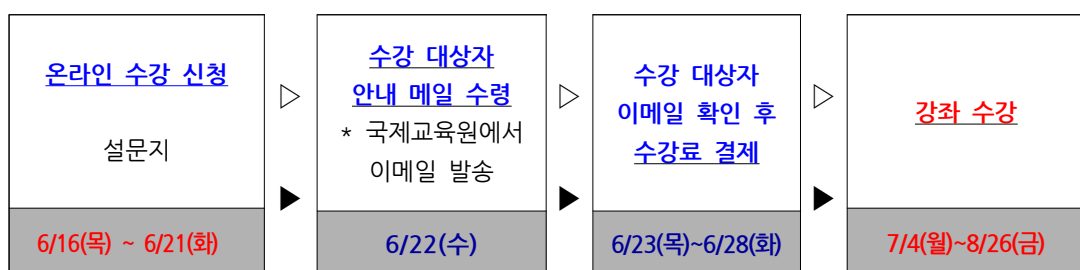 온라인 수강 신청
설문지
6/16(목) ~ 6/21(화)
▷
▶
수강 대상자
안내 메일 수령
* 국제교육원에서
이메일 발송
6/22(수)
▷
▶
수강 대상자
이메일 확인 후
수강료 결제
6/23(목)~6/28(화)
▷
▶
강좌 수강
7/4(월)~8/26(금)